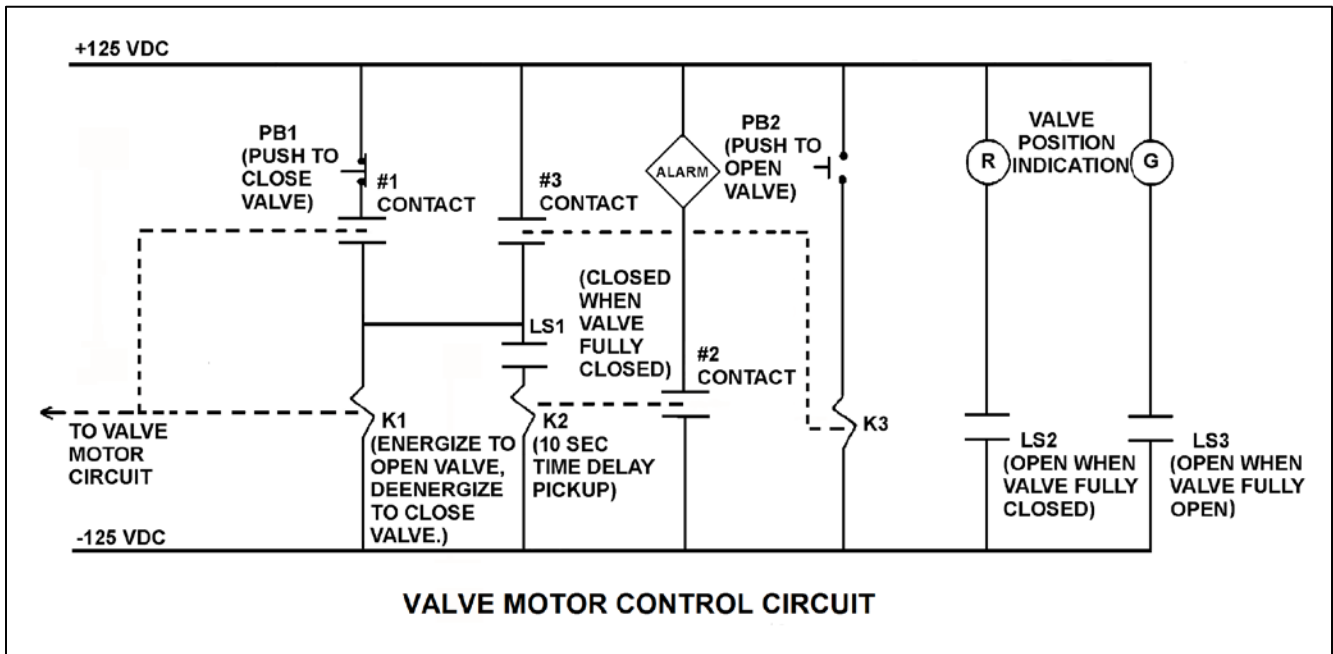 +125 VDC
PB1
(PUSH TO
CLOSE
VALVE)
#1
CONTACT
#3
CONTACT
ALARM
PB2
(PUSH TO
OPEN
VALVE)
R
VALVE
POSITION
INDICATION
G
(CLOSED
WHEN
VALVE
FULLY
CLOSED)
LS1
#2
CONTACT
TO VALVE
MOTOR
CIRCUIT
K1
(ENERGIZE TO
OPEN VALVE,
DEENERGIZE
TO CLOSE
VALVE.)
K2
(10 SEC
TIME DELAY
PICKUP)
K3
LS2
(OPEN WHEN
VALVE FULLY
CLOSED)
LS3
(OPEN WHEN
VALVE FULLY
OPEN)
-125 VDC
VALVE MOTOR CONTROL CIRCUIT